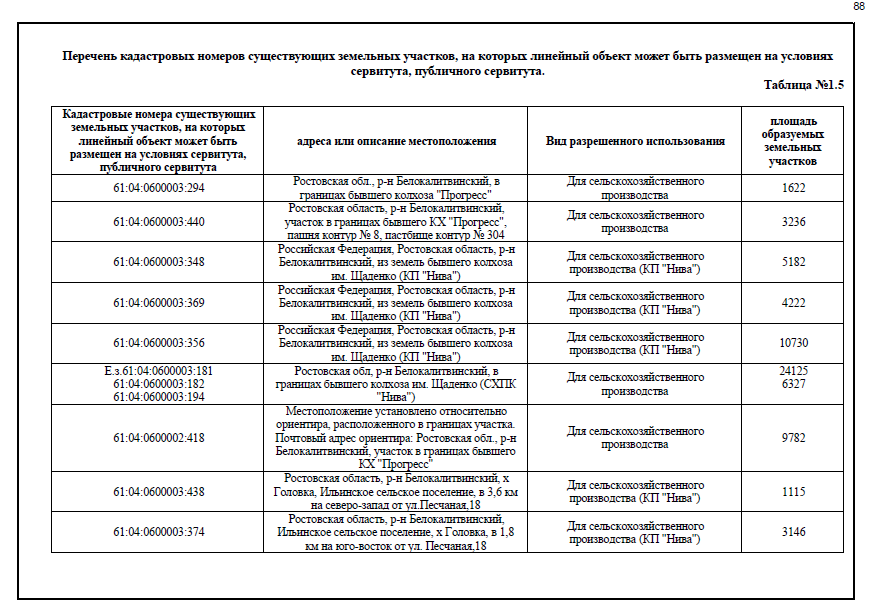 88
Перечень кадастровых номеров существующих земельных участков, на которых линейный объект может быть размещен на условиях
сервитута, публичного сервитута.
Таблица №1.5
Кадастровые номера существующих
земельных участков, на которых
линейный объект может быть
размещен на условиях сервитута,
публичного сервитута
адреса или описание местоположения
Вид разрешенного использования
площадь
образуемых
земельных
участков
61:04:0600003:294
Ростовская обл., р-н Белокалитвинский, в
границах бывшего колхоза "Прогресс"
Для сельскохозяйственного
производства
1622
61:04:0600003:440
Ростовская область, р-н Белокалитвинский,
участок в границах бывшего КХ "Прогресс",
пашня контур № 8, пастбище контур № 304
Для сельскохозяйственного
производства
3236
61:04:0600003:348
Российская Федерация, Ростовская область, р-н
Белокалитвинский, из земель бывшего колхоза
им. Щаденко (КП "Нива")
Для сельскохозяйственного
производства (КП "Нива")
5182
61:04:0600003:369
Российская Федерация, Ростовская область, р-н
Белокалитвинский, из земель бывшего колхоза
им. Щаденко (КП "Нива")
Для сельскохозяйственного
производства (КП "Нива")
4222
61:04:0600003:356
Российская Федерация, Ростовская область, р-н
Белокалитвинский, из земель бывшего колхоза
им. Щаденко (КП "Нива")
Для сельскохозяйственного
производства (КП "Нива")
10730
Е.з.61:04:0600003:181
61:04:0600003:182
61:04:0600003:194
Ростовская обл, р-н Белокалитвинский, в
границах бывшего колхоза им. Щаденко (СХПК
"Нива")
Для сельскохозяйственного
производства
24125
6327
61:04:0600002:418
Местоположение установлено относительно
ориентира, расположенного в границах участка.
Почтовый адрес ориентира: Ростовская обл., р-н
Белокалитвинский, участок в границах бывшего
КХ "Прогресс"
Для сельскохозяйственного
производства
9782
61:04:0600003:438
Ростовская область, р-н Белокалитвинский, х
Головка, Ильинское сельское поселение, в 3,6 км
на северо-запад от ул.Песчаная,18
Для сельскохозяйственного
производства (КП "Нива")
1115
61:04:0600003:374
Ростовская область, р-н Белокалитвинский,
Ильинское сельское поселение, х Головка, в 1,8
км на юго-восток от ул. Песчаная,18
Для сельскохозяйственного
производства (КП "Нива")
3146